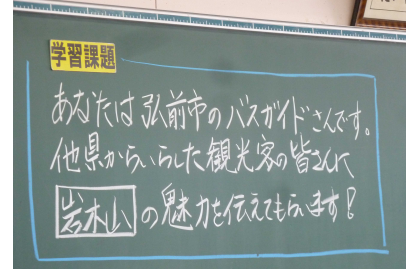 学習課題
あなたは弘前市のバスガイドさんです。
他県からいらした観光客の皆さんに
岩木山の魅力を伝えてもらいます!